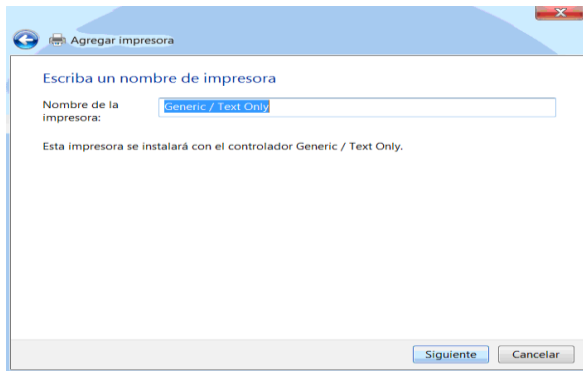 Agregar impresora
Escriba un nombre de impresora
Nombre de la
impresora:
Generic / Text Only
Esta impresora se instalará con el controlador Generic / Text Only.
Siguiente
Cancelar